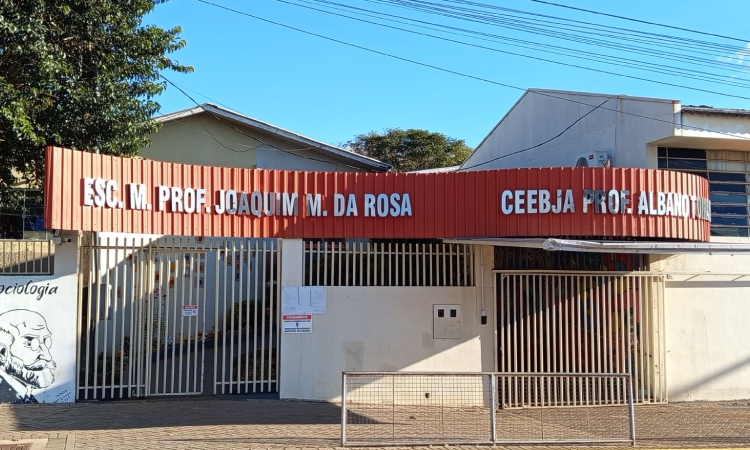 ESC. M. PROF. JOAQUIM M. DA ROSA
CEEBJA PROF. ALBANO
ociologia